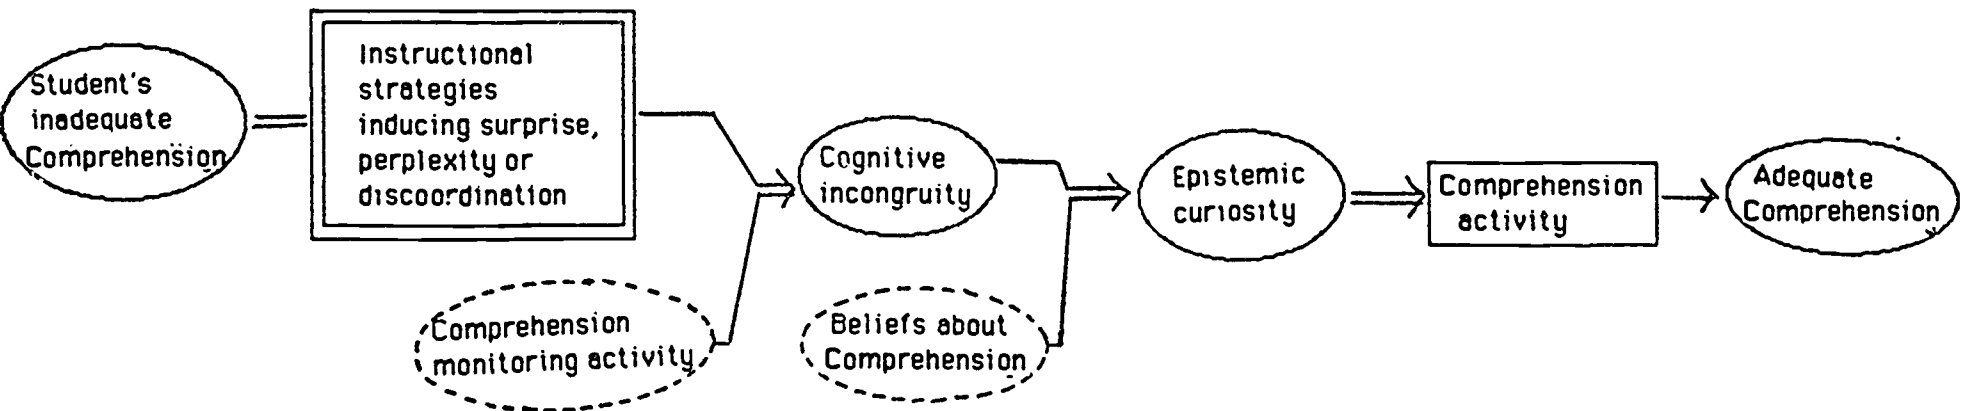 Student's
inadequate
Comprehension
Instructional
strategies
inducing surprise,
perplexity or
discoordination
Comprehension
monitoring activity
Cognitive
incongruity
Beliefs about
Comprehension
Epistemic
curiosity
Comprehension
activity
Adequate
Comprehension